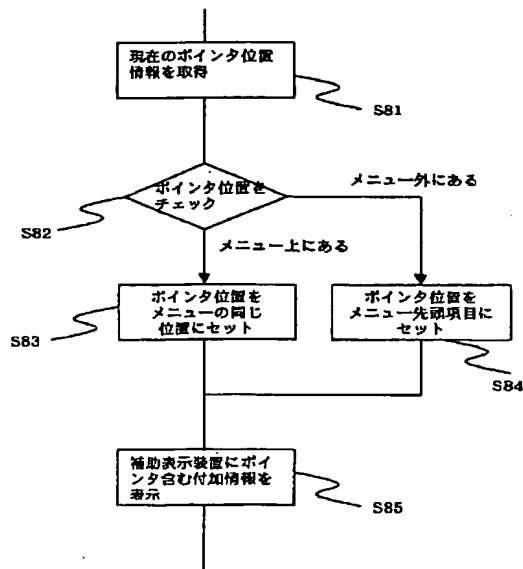 現在のポインタ位置
情報を取得
S81
ポインタ位置を
チェック
メニュー外にある
S82
メニュー上にある
ポインタ位置を
メニューの同じ
位置にセット
ポインタ位置を
メニュー先頭項目に
セット
S83
S84
補助表示装置にポイ
ンタ含む付加情報を
表示
S85